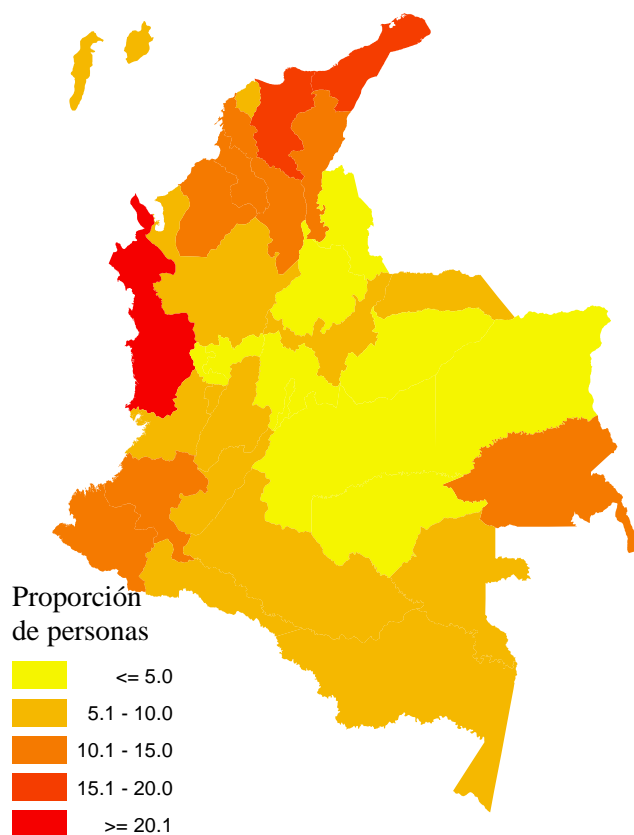 Proporción
de personas
<= 5.0
5.1 - 10.0
10.1 - 15.0
15.1 - 20.0
>= 20.1